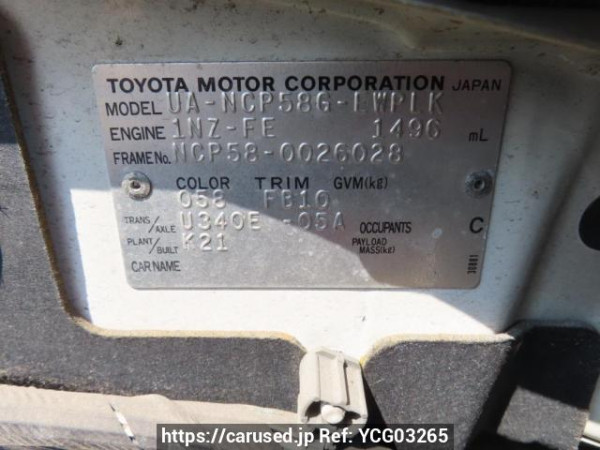 TOYOTA MOTOR CORPORATION JAPAN
MODEL UA-NCP58G-EWPLK
ENGINE 1NZ-FE 1496 mL
FRAME No. NCP58-0026028
COLOR TRIM GVM(kg)
058 FB10
TRANS/AXLE U340E -05A OCCUPANTS C
PLANT/BUILT K21 PAYLOAD MASS(kg)
CAR NAME
https://carused.jp Ref: YCG03265